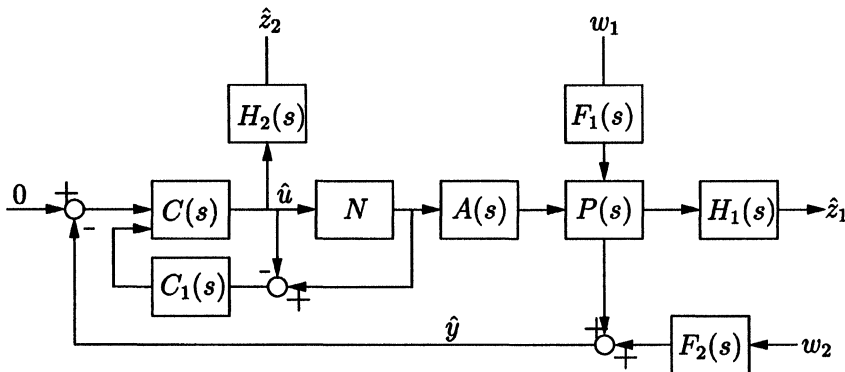 ẑ₂ w₁
H₂(s) F₁(s)
0 + C(s) û N A(s) P(s) H₁(s) ẑ₁
-
C₁(s) - +
ŷ + + F₂(s) w₂